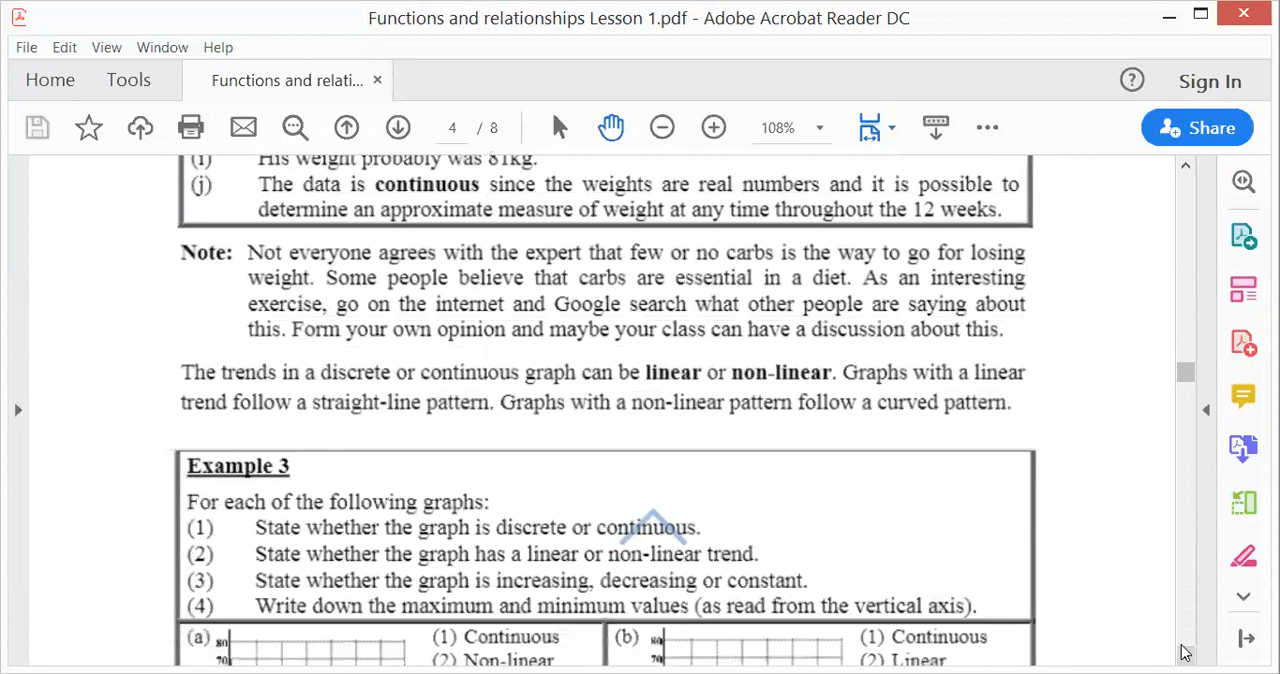 Functions and relationships Lesson 1.pdf - Adobe Acrobat Reader DC
File Edit View Window Help
Home Tools Functions and relati... × ? Sign In
4 / 8 108% Share
(i) His weight probably was 81kg.
(j) The data is continuous since the weights are real numbers and it is possible to
determine an approximate measure of weight at any time throughout the 12 weeks.
Note: Not everyone agrees with the expert that few or no carbs is the way to go for losing
weight. Some people believe that carbs are essential in a diet. As an interesting
exercise, go on the internet and Google search what other people are saying about
this. Form your own opinion and maybe your class can have a discussion about this.
The trends in a discrete or continuous graph can be linear or non-linear. Graphs with a linear
trend follow a straight-line pattern. Graphs with a non-linear pattern follow a curved pattern.
Example 3
For each of the following graphs:
(1) State whether the graph is discrete or continuous.
(2) State whether the graph has a linear or non-linear trend.
(3) State whether the graph is increasing, decreasing or constant.
(4) Write down the maximum and minimum values (as read from the vertical axis).
(a) 80 (1) Continuous (b) 80 (1) Continuous
70 (2) Non-linear 70 (2) Linear